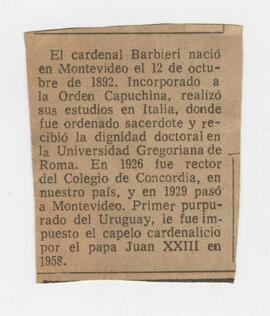 El cardenal Barbieri nació
en Montevideo el 12 de octu-
bre de 1892. Incorporado a
la Orden Capuchina, realizó
sus estudios en Italia, donde
fue ordenado sacerdote y re-
cibió la dignidad doctoral en
la Universidad Gregoriana de
Roma. En 1926 fue rector
del Colegio de Concordia, en
nuestro país, y en 1929 pasó
a Montevideo. Primer purpu-
rado del Uruguay, le fue im-
puesto el capelo cardenalicio
por el papa Juan XXIII en
1958.